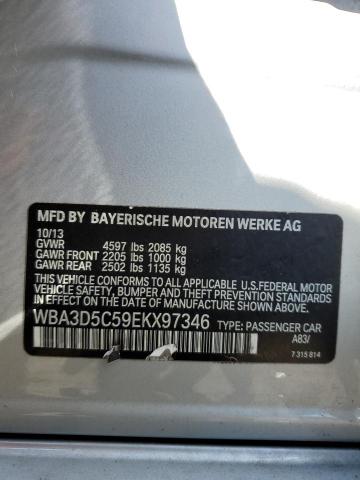 MFD BY BAYERISCHE MOTOREN WERKE AG
10/13
GVWR 4597 lbs 2085 kg
GAWR FRONT 2205 lbs 1000 kg
GAWR REAR 2502 lbs 1135 kg
THIS VEHICLE CONFORMS TO ALL APPLICABLE U.S.FEDERAL MOTOR
VEHICLE SAFETY, BUMPER AND THEFT PREVENTION STANDARDS IN
EFFECT ON THE DATE OF MANUFACTURE SHOWN ABOVE.
WBA3D5C59EKX97346 TYPE: PASSENGER CAR
A83/
7 315 814